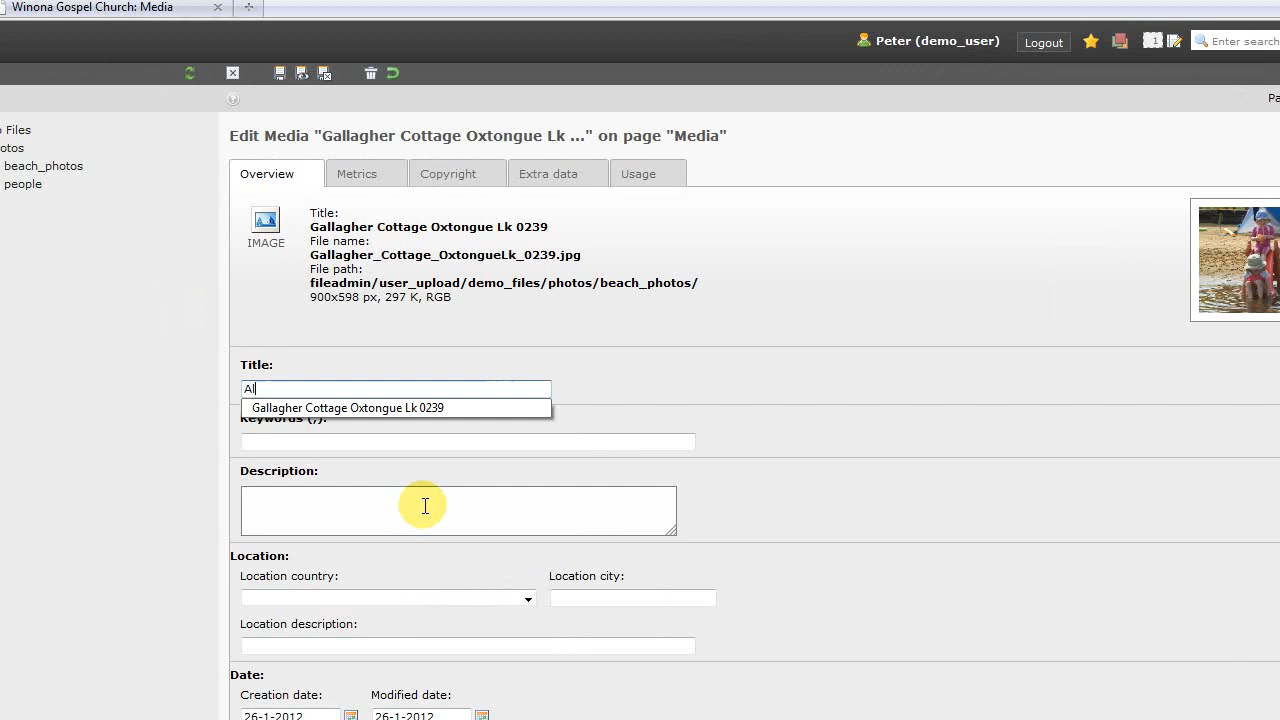 Winona Gospel Church: Media
Peter (demo_user)
Logout
1
Enter search
Pa
o Files
otos
beach_photos
people
Edit Media "Gallagher Cottage Oxtongue Lk ..." on page "Media"
Overview
Metrics
Copyright
Extra data
Usage
IMAGE
Title:
Gallagher Cottage Oxtongue Lk 0239
File name:
Gallagher_Cottage_OxtongueLk_0239.jpg
File path:
fileadmin/user_upload/demo_files/photos/beach_photos/
900x598 px, 297 K, RGB
Title:
Al
Gallagher Cottage Oxtongue Lk 0239
Keywords (,):
Description:
Location:
Location country:
Location city:
Location description:
Date:
Creation date:
Modified date:
26-1-2012
26-1-2012